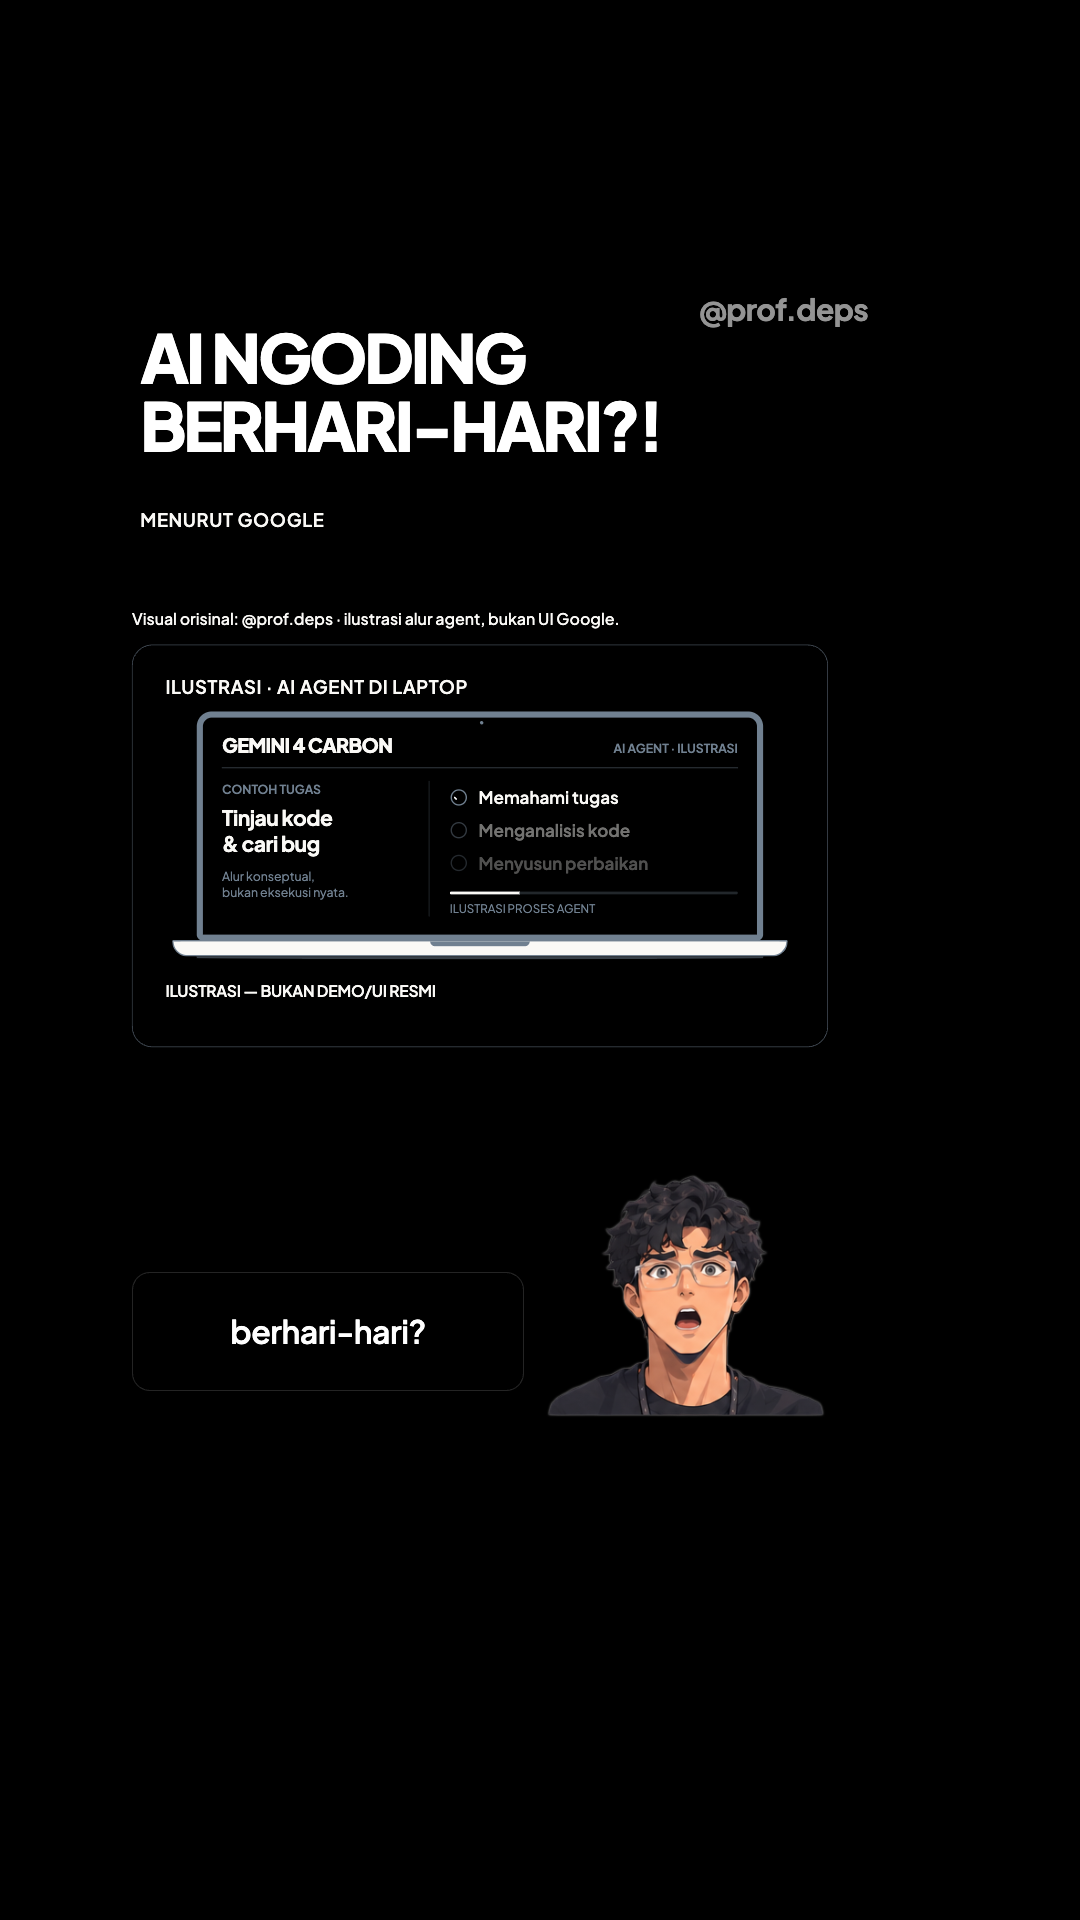 @prof.deps
AI NGODING
BERHARI-HARI?!
MENURUT GOOGLE
Visual orisinal: @prof.deps · ilustrasi alur agent, bukan UI Google.
ILUSTRASI · AI AGENT DI LAPTOP
GEMINI 4 CARBON
AI AGENT · ILUSTRASI
CONTOH TUGAS
Tinjau kode
& cari bug
Alur konseptual,
bukan eksekusi nyata.
Memahami tugas
Menganalisis kode
Menyusun perbaikan
ILUSTRASI PROSES AGENT
ILUSTRASI — BUKAN DEMO/UI RESMI
berhari-hari?